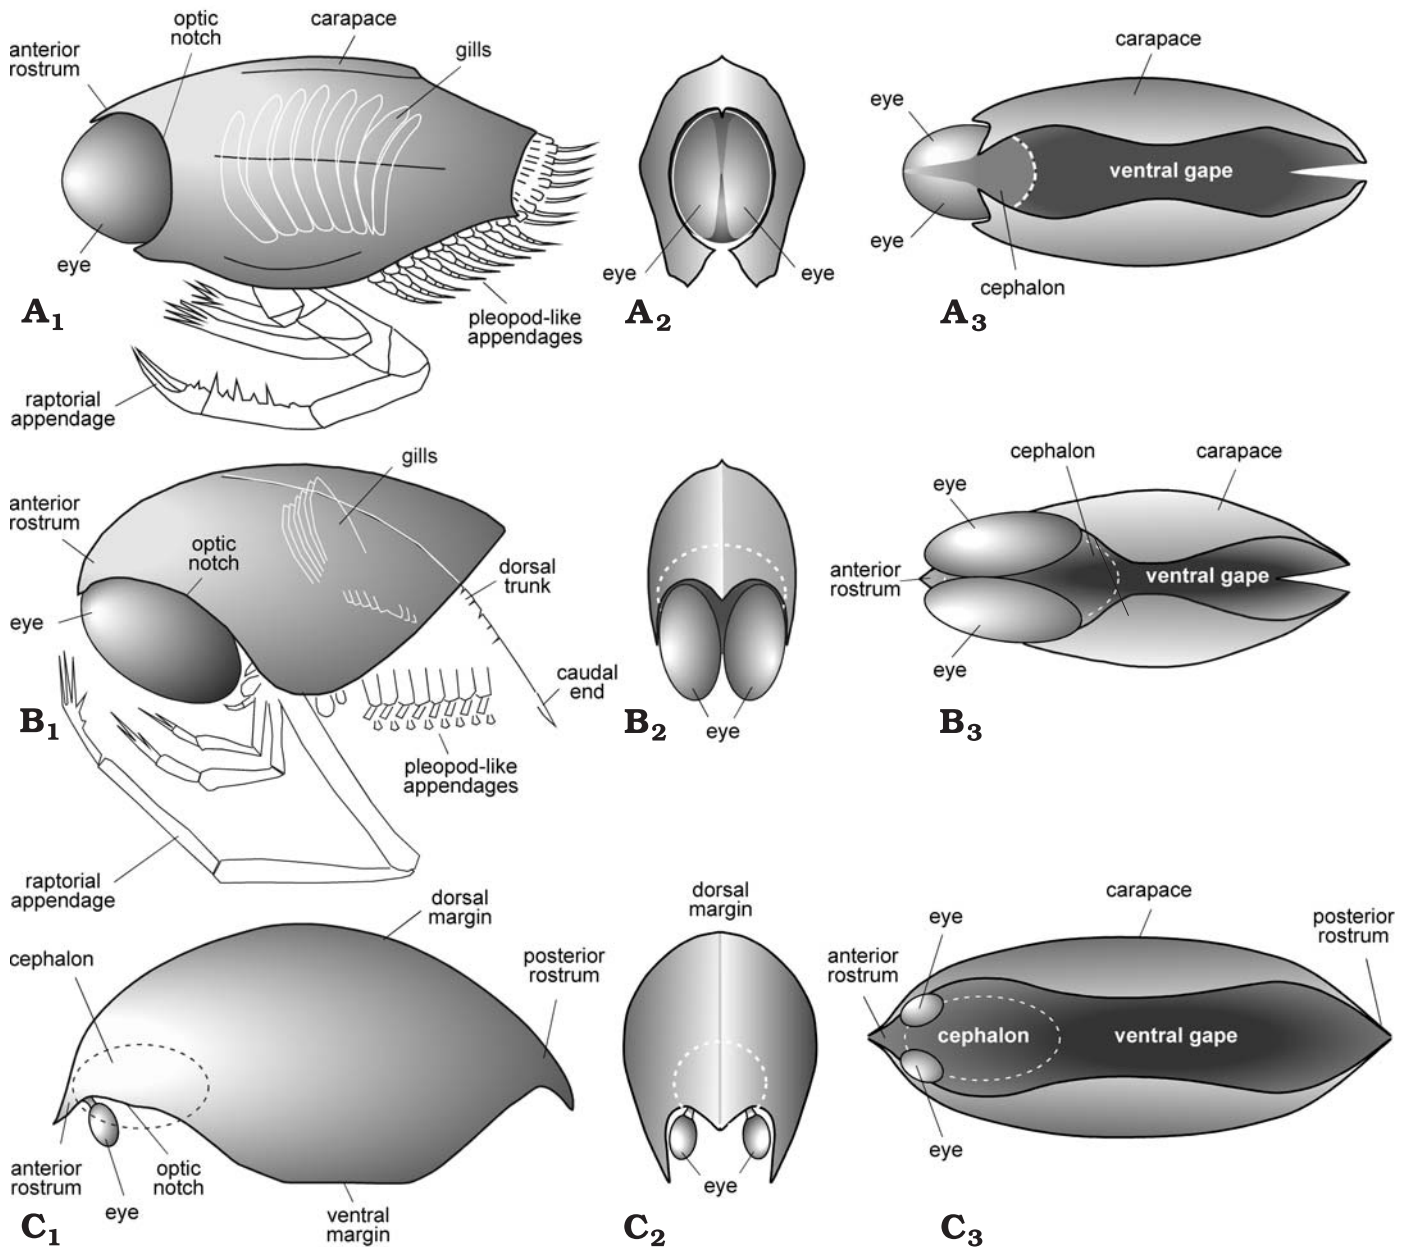 optic
notch
carapace
gills
anterior
rostrum
eye
pleopod-like
appendages
raptorial
appendage
A1
eye
eye
A2
carapace
eye
ventral gape
eye
cephalon
A3
gills
anterior
rostrum
optic
notch
dorsal
trunk
eye
caudal
end
pleopod-like
appendages
raptorial
appendage
B1
eye
B2
cephalon
carapace
eye
anterior
rostrum
ventral gape
eye
B3
dorsal
margin
cephalon
posterior
rostrum
anterior
rostrum
optic
notch
eye
ventral
margin
C1
dorsal
margin
eye
C2
carapace
eye
posterior
rostrum
anterior
rostrum
cephalon
ventral gape
eye
C3